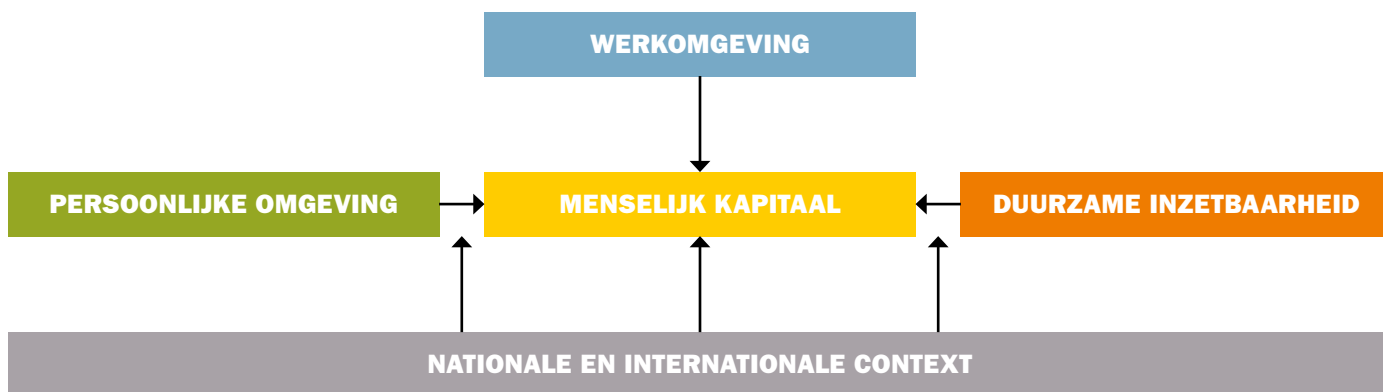 WERKOMGEVING
PERSOONLIJKE OMGEVING
MENSELIJK KAPITAAL
DUURZAME INZETBAARHEID
NATIONALE EN INTERNATIONALE CONTEXT